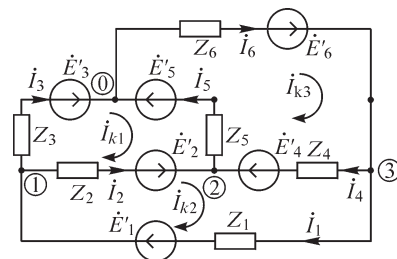 Z₆ İ₆ Ė′₆
İ₃ Ė′₃ 0 Ė′₅ İ₅ İk3
Z₃ İk1 Z₅
1 Z₂ İ₂ Ė′₂ 2 Ė′₄ Z₄ İ₄ 3
İk2
Ė′₁ Z₁ İ₁